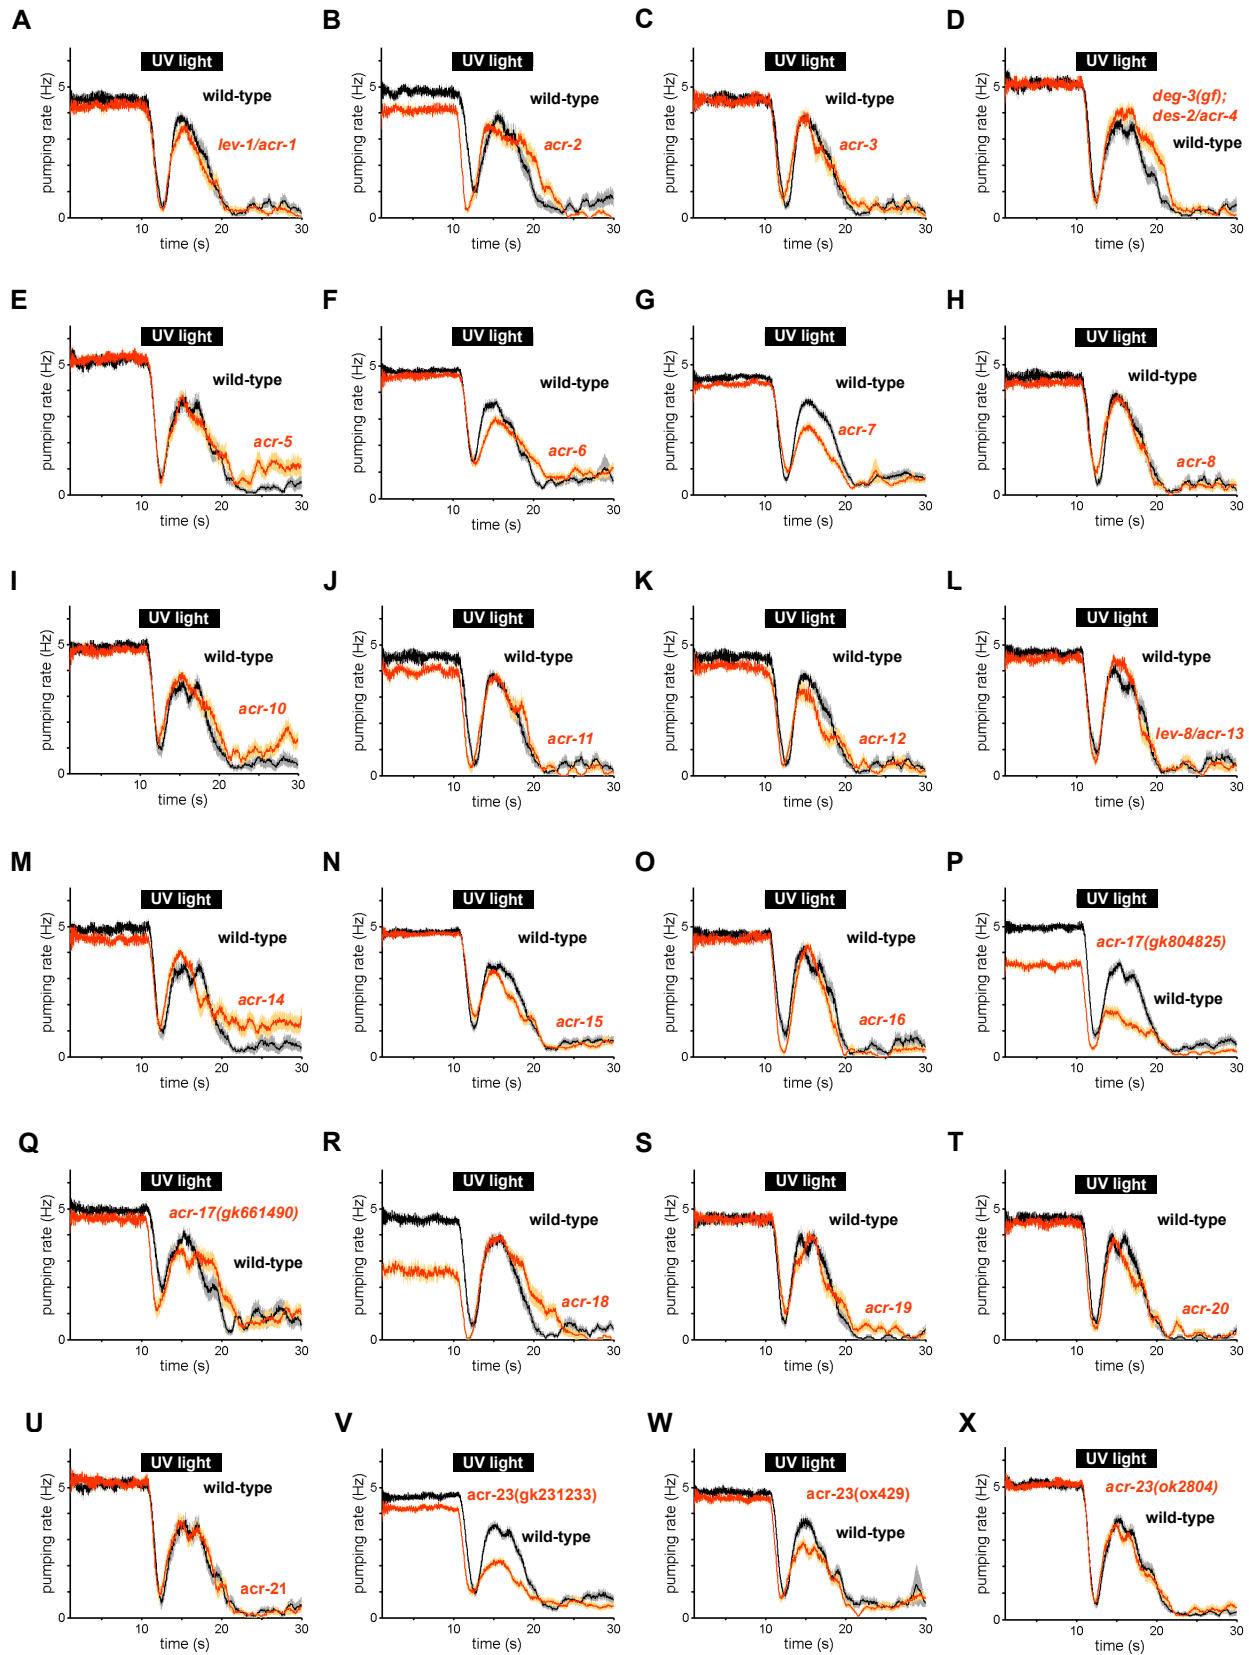 A
UV light
pumping rate (Hz)
5
0
wild-type
lev-1/acr-1
10 20 30
time (s)
B
UV light
pumping rate (Hz)
5
0
wild-type
acr-2
10 20 30
time (s)
C
UV light
pumping rate (Hz)
5
0
wild-type
acr-3
10 20 30
time (s)
D
UV light
pumping rate (Hz)
5
0
deg-3(gf);
des-2/acr-4
wild-type
10 20 30
time (s)
E
UV light
pumping rate (Hz)
5
0
wild-type
acr-5
10 20 30
time (s)
F
UV light
pumping rate (Hz)
5
0
wild-type
acr-6
10 20 30
time (s)
G
UV light
pumping rate (Hz)
5
0
wild-type
acr-7
10 20 30
time (s)
H
UV light
pumping rate (Hz)
5
0
wild-type
acr-8
10 20 30
time (s)
I
UV light
pumping rate (Hz)
5
0
wild-type
acr-10
10 20 30
time (s)
J
UV light
pumping rate (Hz)
5
0
wild-type
acr-11
10 20 30
time (s)
K
UV light
pumping rate (Hz)
5
0
wild-type
acr-12
10 20 30
time (s)
L
UV light
pumping rate (Hz)
5
0
wild-type
lev-8/acr-13
10 20 30
time (s)
M
UV light
pumping rate (Hz)
5
0
wild-type
acr-14
10 20 30
time (s)
N
UV light
pumping rate (Hz)
5
0
wild-type
acr-15
10 20 30
time (s)
O
UV light
pumping rate (Hz)
5
0
wild-type
acr-16
10 20 30
time (s)
P
UV light
pumping rate (Hz)
5
0
acr-17(gk804825)
wild-type
10 20 30
time (s)
Q
UV light
pumping rate (Hz)
5
0
acr-17(gk661490)
wild-type
10 20 30
time (s)
R
UV light
pumping rate (Hz)
5
0
wild-type
acr-18
10 20 30
time (s)
S
UV light
pumping rate (Hz)
5
0
wild-type
acr-19
10 20 30
time (s)
T
UV light
pumping rate (Hz)
5
0
wild-type
acr-20
10 20 30
time (s)
U
UV light
pumping rate (Hz)
5
0
wild-type
acr-21
10 20 30
time (s)
V
UV light
pumping rate (Hz)
5
0
acr-23(gk231233)
wild-type
10 20 30
time (s)
W
UV light
pumping rate (Hz)
5
0
acr-23(ox429)
wild-type
10 20 30
time (s)
X
UV light
pumping rate (Hz)
5
0
acr-23(ok2804)
wild-type
10 20 30
time (s)